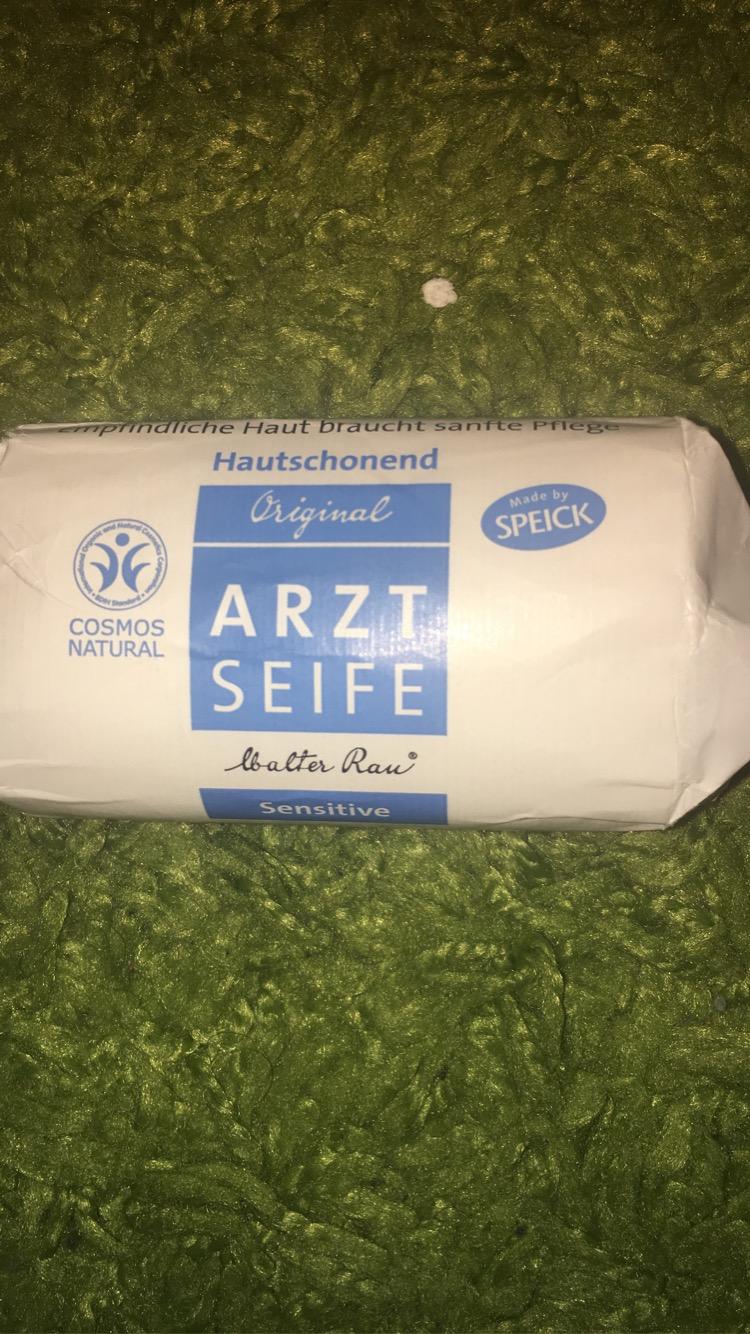 Empfindliche Haut braucht sanfte Pflege
Hautschonend
Original
Made by
SPEICK
ARZT
SEIFE
COSMOS
NATURAL
Walter Rau®
Sensitive